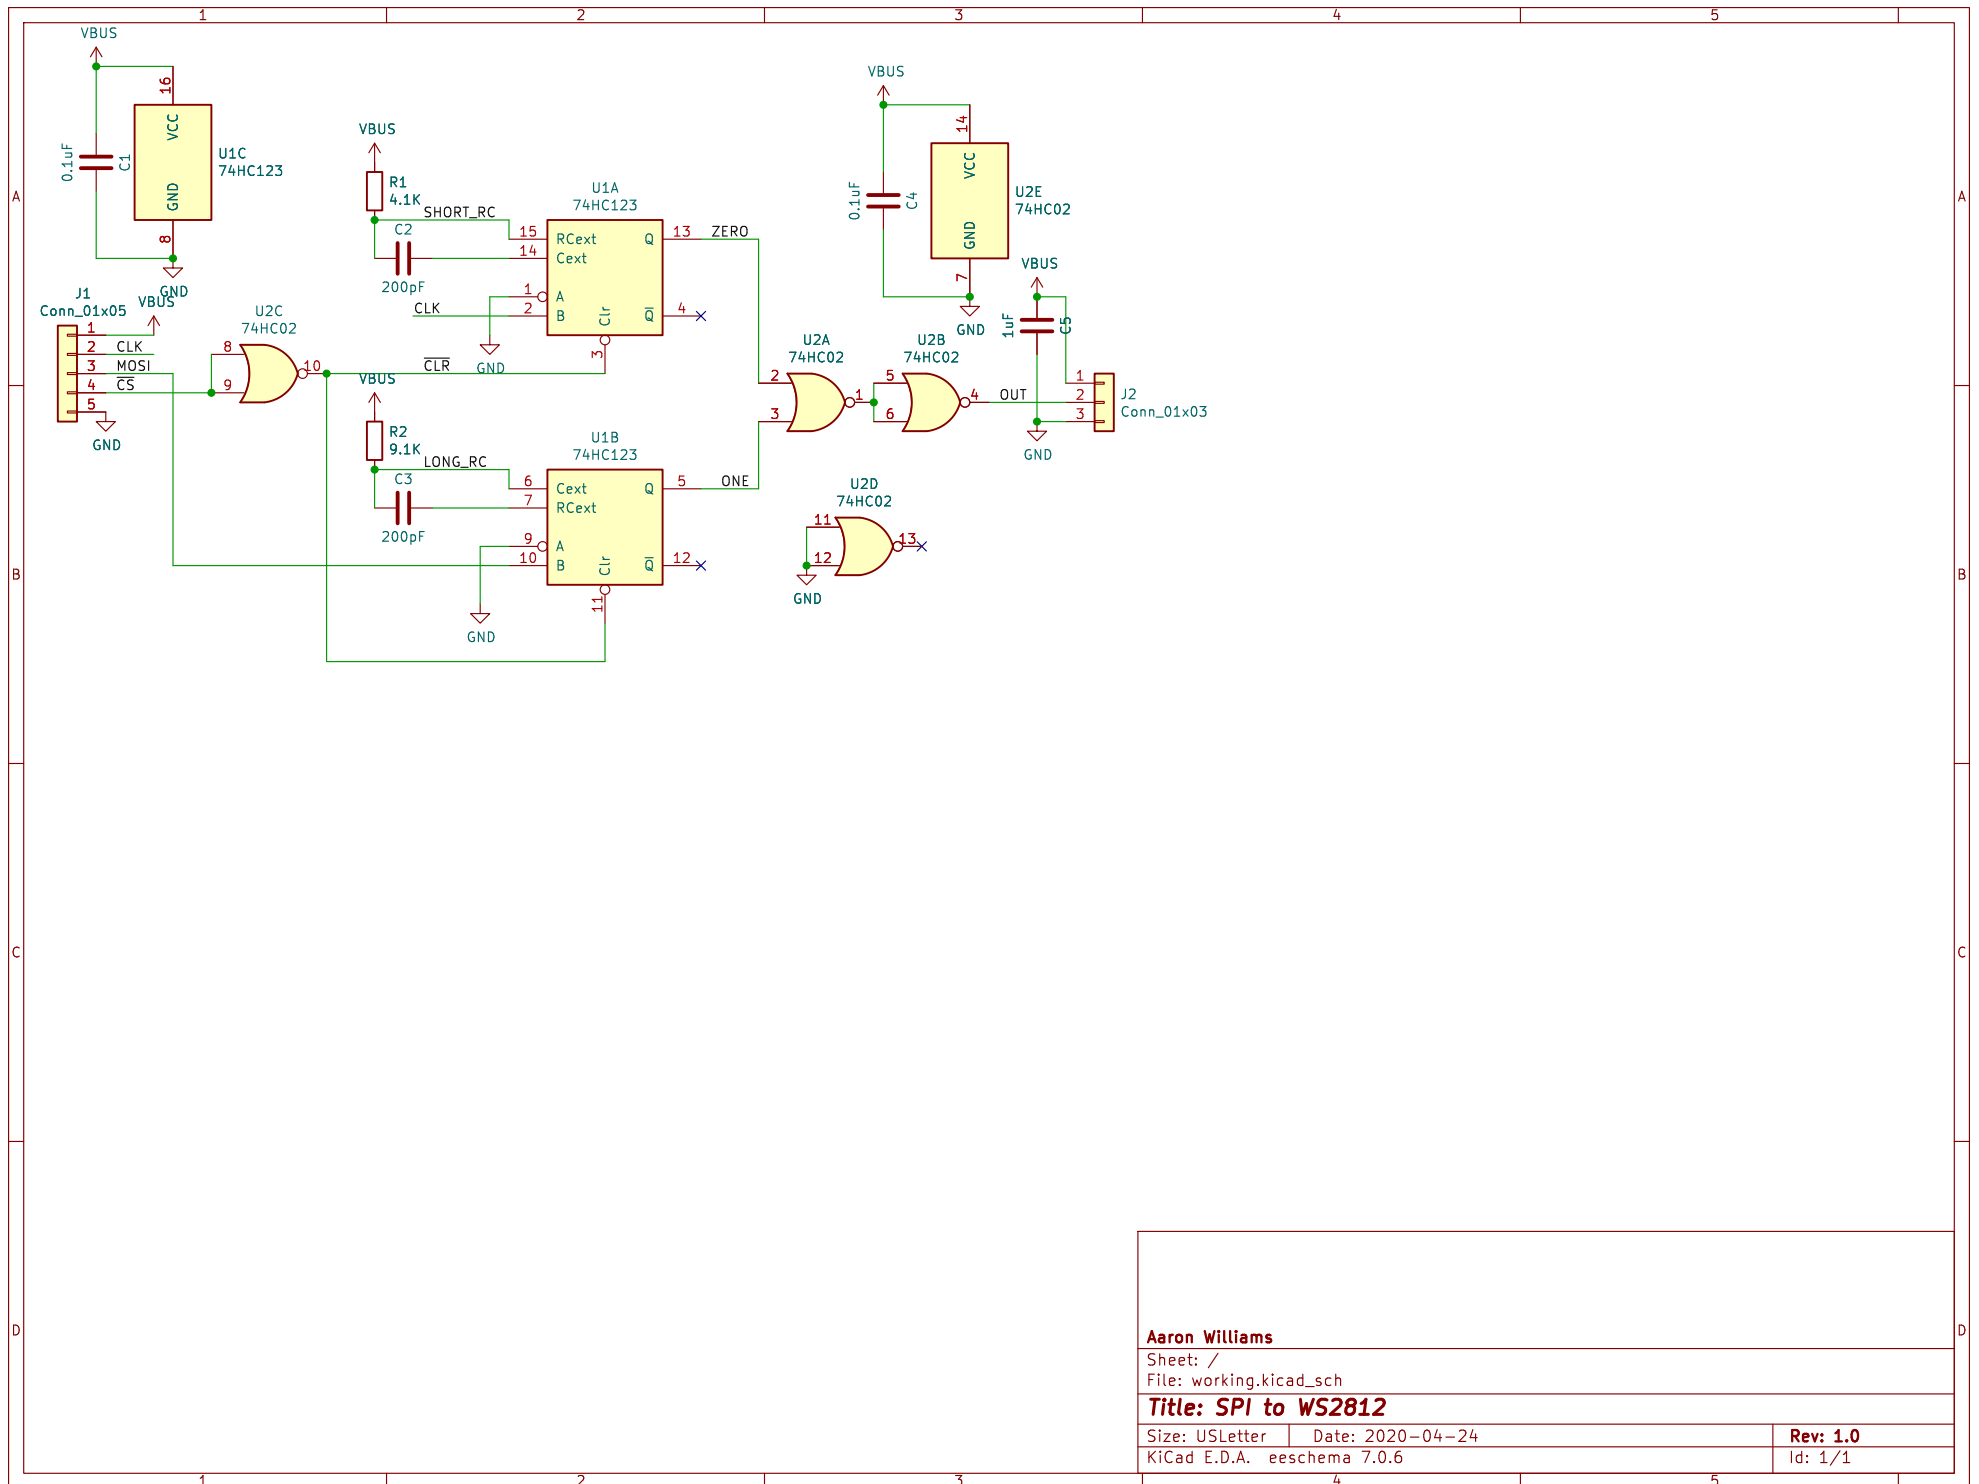 1 2 3 4 5
A
B
C
D
A
B
C
D
1 2 3 4 5
VBUS
16
VCC
GND
8
0.1uF
C1
U1C
74HC123
GND
J1
Conn_01x05
VBUS
1
2 CLK
3 MOSI
4 CS
5
GND
U2C
74HC02
8
9
10
CLR
VBUS
R1
4.1K
SHORT_RC
C2
200pF
CLK
GND
U1A
74HC123
15 RCext Q 13
14 Cext
1 A
2 B Clr Q 4
3
ZERO
VBUS
R2
9.1K
LONG_RC
C3
200pF
GND
U1B
74HC123
6 Cext Q 5
7 RCext
9 A
10 B Clr Q 12
11
ONE
VBUS
14
VCC
GND
7
0.1uF
C4
U2E
74HC02
GND
U2A
74HC02
2
3
1
U2B
74HC02
5
6
4
OUT
VBUS
1uF
C5
GND
1
2
3
J2
Conn_01x03
U2D
74HC02
11
12
13
GND
Aaron Williams
Sheet: /
File: working.kicad_sch
Title: SPI to WS2812
Size: USLetter Date: 2020-04-24 Rev: 1.0
KiCad E.D.A. eeschema 7.0.6 Id: 1/1